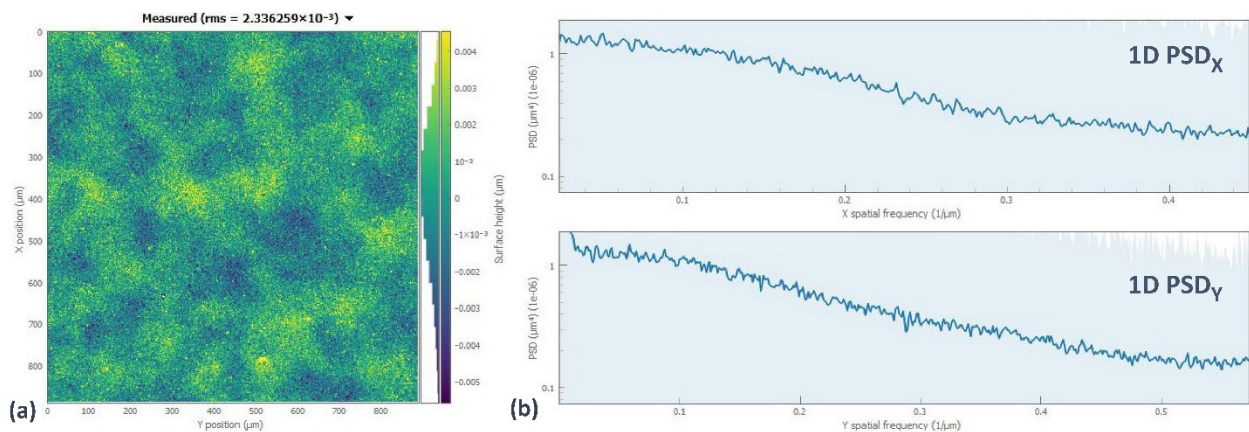 Measured (rms = 2.336259×10⁻³) ▾
0
100
200
300
400
500
600
700
800
X position (µm)
0 100 200 300 400 500 600 700 800
Y position (µm)
0.004
0.003
0.002
10⁻³
0
−1×10⁻³
−0.002
−0.003
−0.004
−0.005
Surface height (µm)
(a)
1D PSDX
1
0.1
PSD (µm⁴) (1e-06)
0.1 0.2 0.3 0.4
X spatial frequency (1/µm)
1D PSDY
1
0.1
PSD (µm⁴) (1e-06)
0.1 0.2 0.3 0.4 0.5
Y spatial frequency (1/µm)
(b)